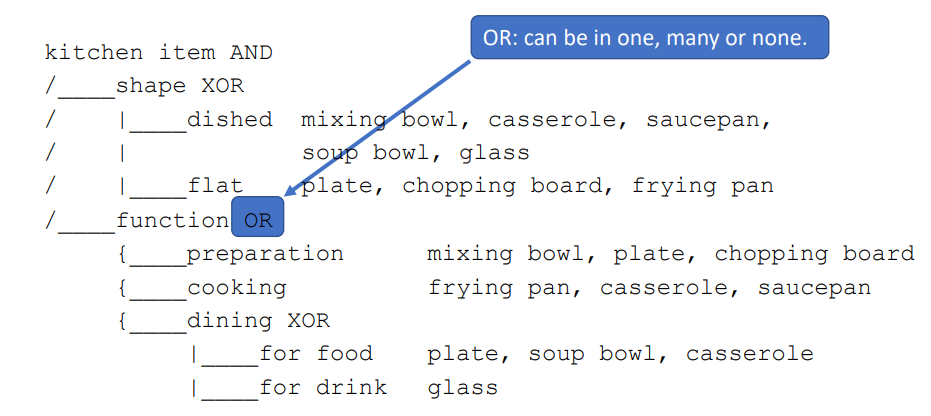 OR: can be in one, many or none.
kitchen item AND
/____shape XOR
/    |____dished  mixing bowl, casserole, saucepan,
/    |            soup bowl, glass
/    |____flat    plate, chopping board, frying pan
/____function OR
     {____preparation      mixing bowl, plate, chopping board
     {____cooking          frying pan, casserole, saucepan
     {____dining XOR
          |____for food    plate, soup bowl, casserole
          |____for drink   glass